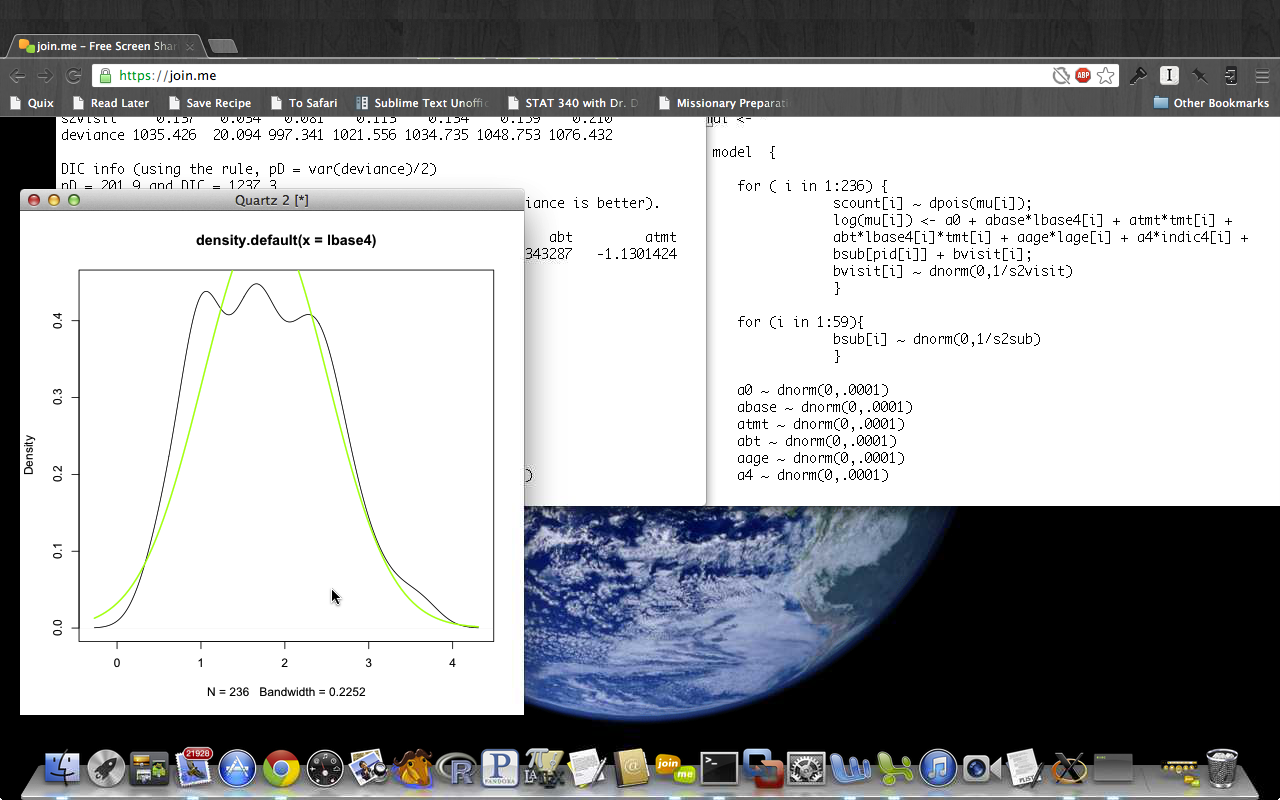 join.me – Free Screen Shar
https://join.me
ABP
Quix
Read Later
Save Recipe
To Safari
Sublime Text Unoffic
STAT 340 with Dr. D
Missionary Preparati
Other Bookmarks
s2visit 0.137 0.034 0.081 0.113 0.134 0.159 0.210
deviance 1035.426 20.094 997.341 1021.556 1034.735 1048.753 1076.432
DIC info (using the rule, pD = var(deviance)/2)
pD = 201.9 and DIC = 1237.3
iance is better).
abt atmt
343287 -1.1301424
)
Quartz 2 [*]
density.default(x = lbase4)
Density
0.0 0.1 0.2 0.3 0.4
0 1 2 3 4
N = 236 Bandwidth = 0.2252
mdl <-
model {
for ( i in 1:236) {
scount[i] ~ dpois(mu[i]);
log(mu[i]) <- a0 + abase*lbase4[i] + atmt*tmt[i] +
abt*lbase4[i]*tmt[i] + aage*lage[i] + a4*indic4[i] +
bsub[pid[i]] + bvisit[i];
bvisit[i] ~ dnorm(0,1/s2visit)
}
for (i in 1:59){
bsub[i] ~ dnorm(0,1/s2sub)
}
a0 ~ dnorm(0,.0001)
abase ~ dnorm(0,.0001)
atmt ~ dnorm(0,.0001)
abt ~ dnorm(0,.0001)
aage ~ dnorm(0,.0001)
a4 ~ dnorm(0,.0001)
21928
PANDORA
join
me
PLIST